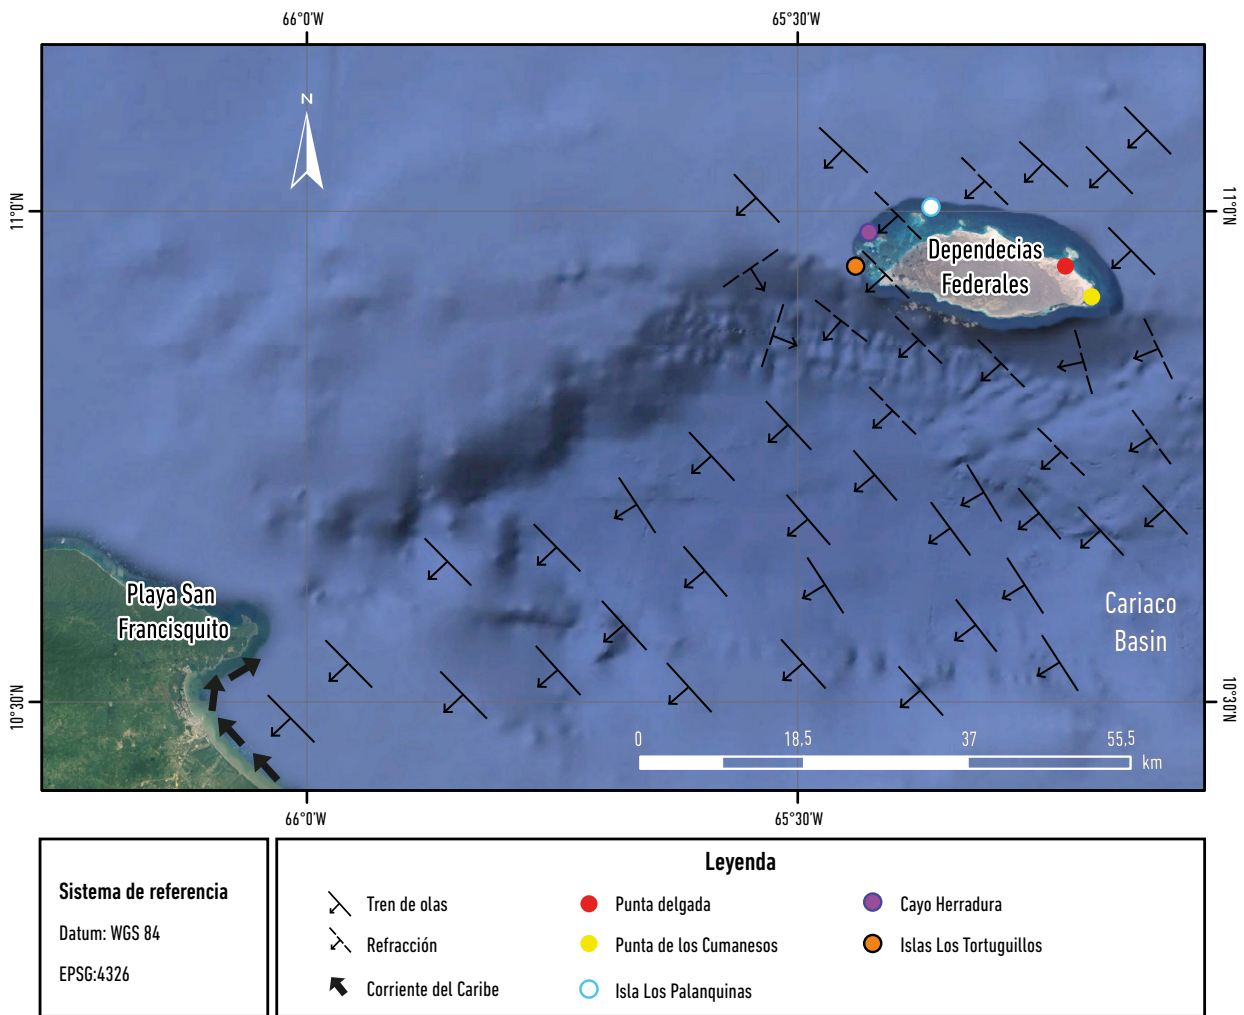 66°0'W
65°30'W
N
11°0'N
11°0'N
Dependecias
Federales
Playa San
Francisquito
Cariaco
Basin
10°30'N
10°30'N
0
18,5
37
55,5
km
66°0'W
65°30'W
Sistema de referencia
Datum: WGS 84
EPSG:4326
Leyenda
Tren de olas
Refracción
Corriente del Caribe
Punta delgada
Punta de los Cumanesos
Isla Los Palanquinas
Cayo Herradura
Islas Los Tortuguillos